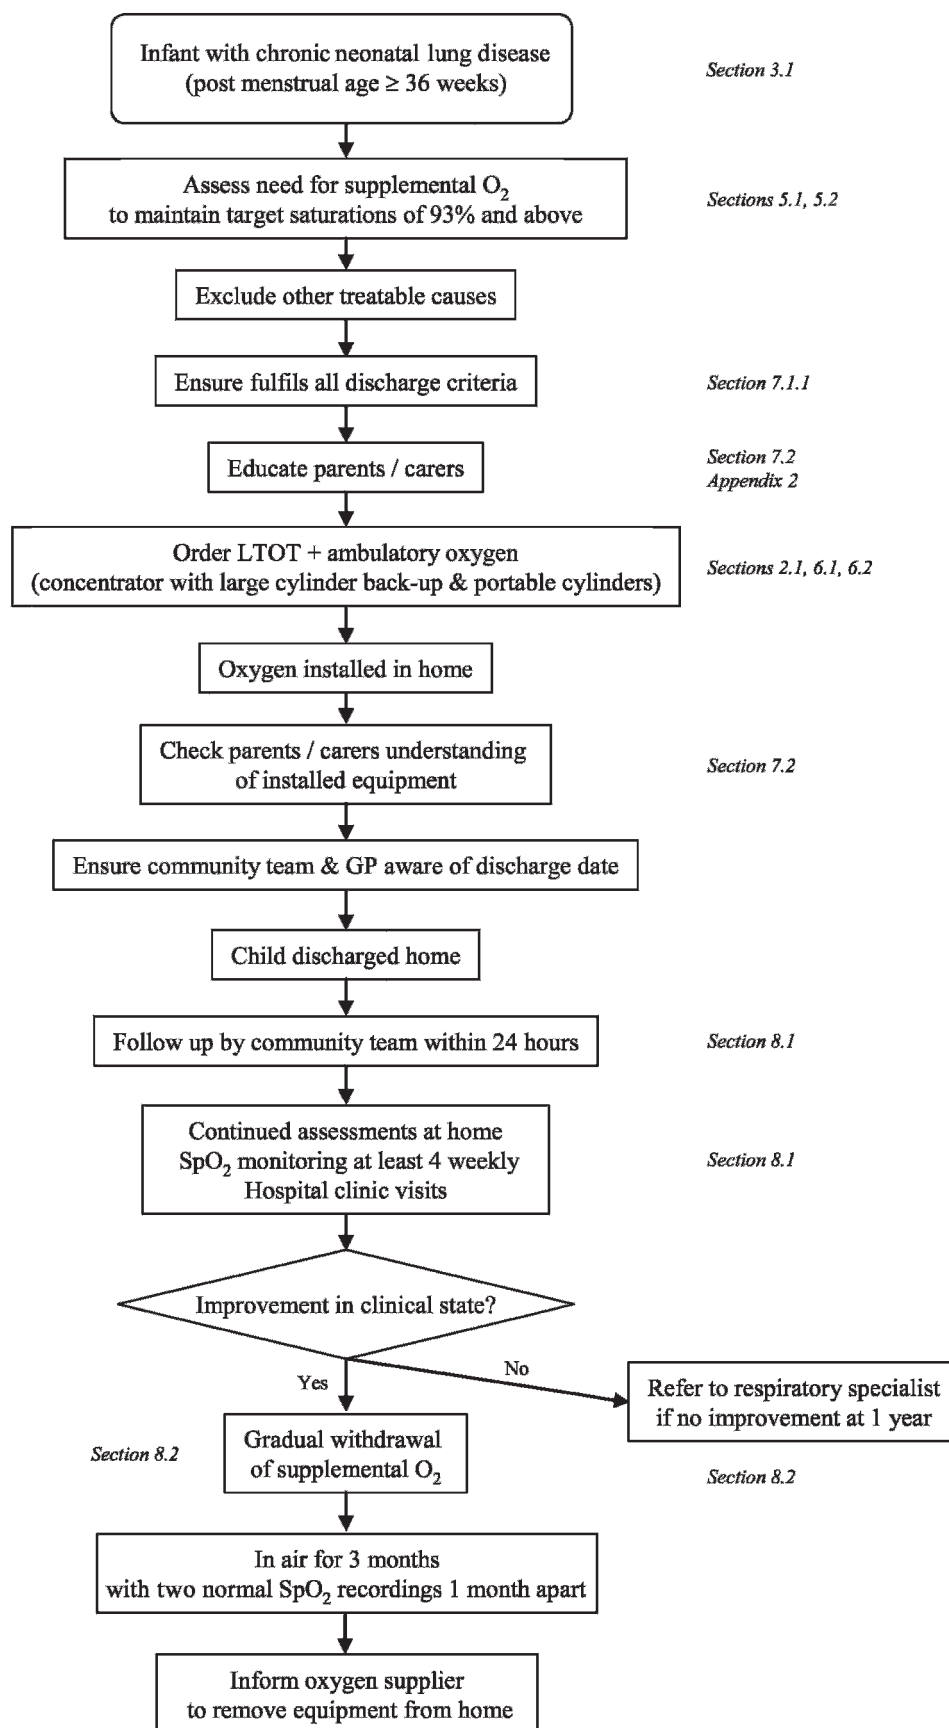 Infant with chronic neonatal lung disease
(post menstrual age ≥ 36 weeks)
Section 3.1
Assess need for supplemental O₂
to maintain target saturations of 93% and above
Sections 5.1, 5.2
Exclude other treatable causes
Ensure fulfils all discharge criteria
Section 7.1.1
Educate parents / carers
Section 7.2
Appendix 2
Order LTOT + ambulatory oxygen
(concentrator with large cylinder back-up & portable cylinders)
Sections 2.1, 6.1, 6.2
Oxygen installed in home
Check parents / carers understanding
of installed equipment
Section 7.2
Ensure community team & GP aware of discharge date
Child discharged home
Follow up by community team within 24 hours
Section 8.1
Continued assessments at home
SpO₂ monitoring at least 4 weekly
Hospital clinic visits
Section 8.1
Improvement in clinical state?
Yes
No
Refer to respiratory specialist
if no improvement at 1 year
Section 8.2
Section 8.2
Gradual withdrawal
of supplemental O₂
In air for 3 months
with two normal SpO₂ recordings 1 month apart
Inform oxygen supplier
to remove equipment from home